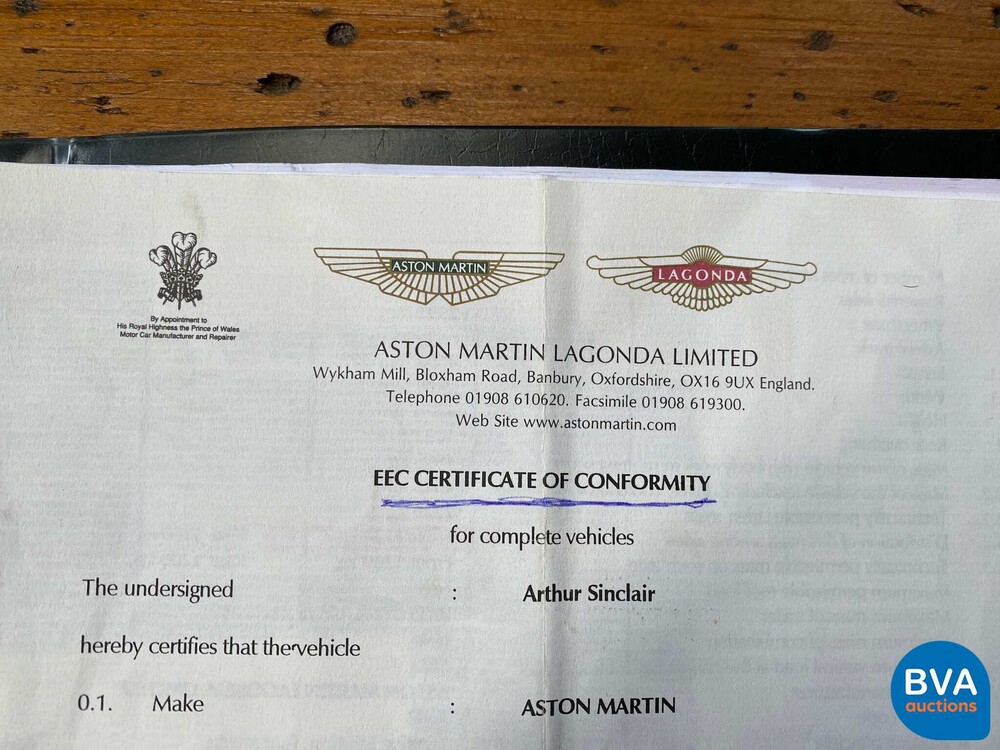 By Appointment to
His Royal Highness the Prince of Wales
Motor Car Manufacturer and Repairer
ASTON MARTIN
LAGONDA
ASTON MARTIN LAGONDA LIMITED
Wykham Mill, Bloxham Road, Banbury, Oxfordshire, OX16 9UX England.
Telephone 01908 610620. Facsimile 01908 619300.
Web Site www.astonmartin.com
EEC CERTIFICATE OF CONFORMITY
for complete vehicles
The undersigned : Arthur Sinclair
hereby certifies that thevehicle
0.1. Make : ASTON MARTIN
BVA
auctions